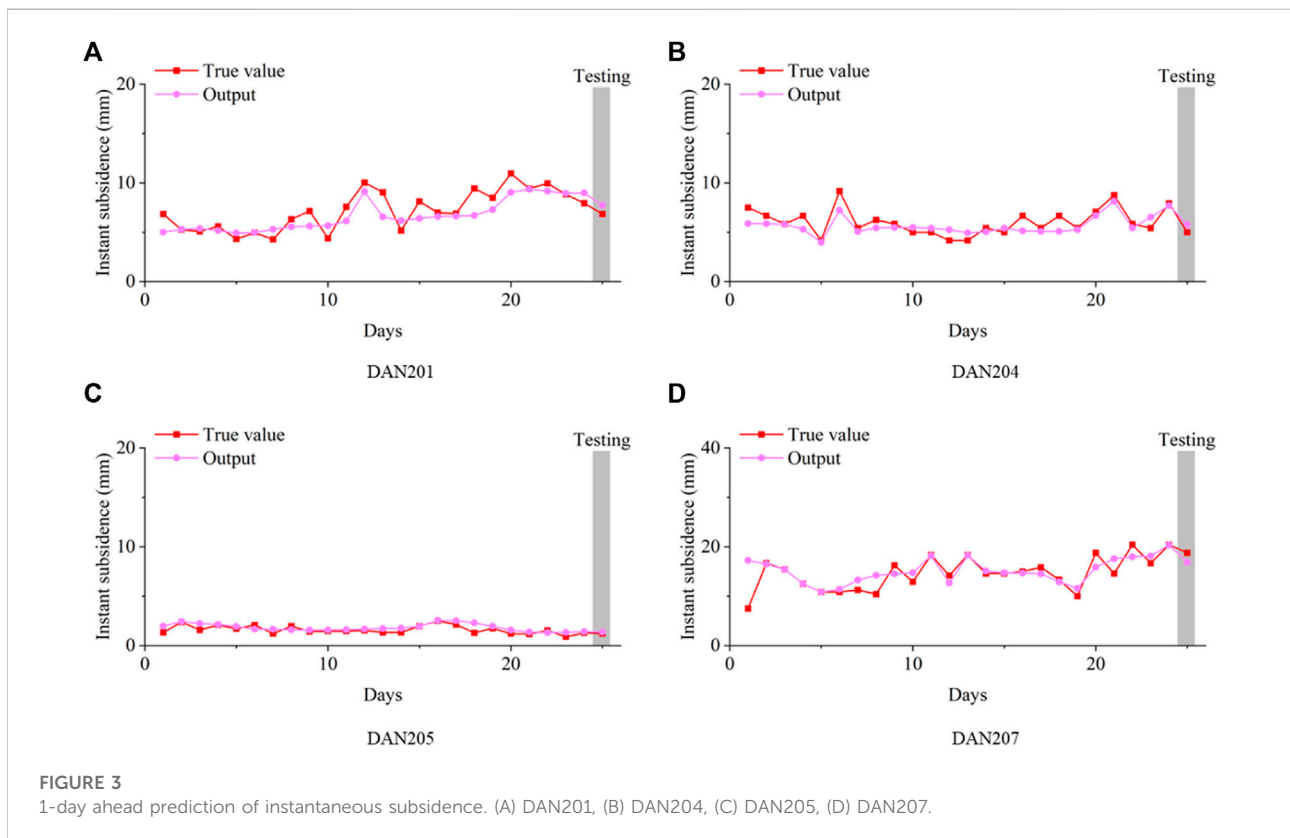 A
True value
Output
Testing
Instant subsidence (mm)
20
10
0
0
10
20
Days
DAN201
B
True value
Output
Testing
Instant subsidence (mm)
20
10
0
0
10
20
Days
DAN204
C
True value
Output
Testing
Instant subsidence (mm)
20
10
0
0
10
20
Days
DAN205
D
True value
Output
Testing
Instant subsidence (mm)
40
20
0
0
10
20
Days
DAN207
FIGURE 3
1-day ahead prediction of instantaneous subsidence. (A) DAN201, (B) DAN204, (C) DAN205, (D) DAN207.